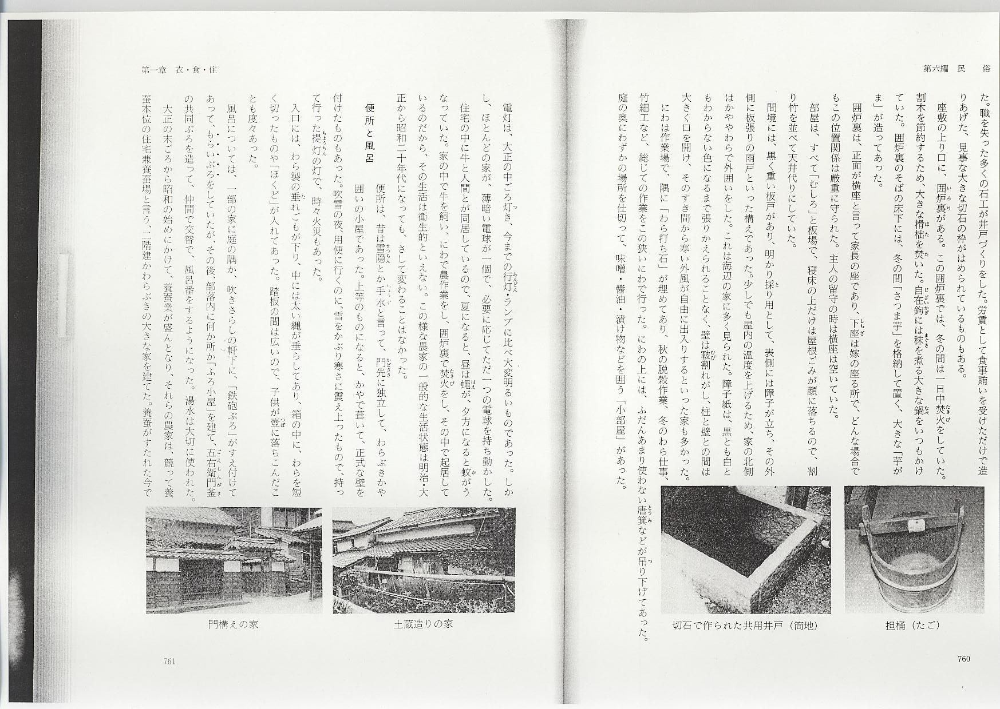 第六編　民　　俗
た。職を失った多くの石工が井戸づくりをした。労賃として食事賄いを受けただけで造
りあげた、見事な大きな切石の枠がはめられているものもある。
座敷の上り口に、囲炉裏がある。この囲炉裏では、冬の間は一日中焚火をしていた。
割木を節約するため、大きな榾柮を焚いた。自在鉤には秣を煮る大きな鍋をいつもかけ
ていた。囲炉裏のそばの床下には、冬の間「さつま芋」を格納して置く、大きな「芋が
ま」が造ってあった。
囲炉裏は、正面が横座と言って家長の座であり、下座は嫁の座る所で、どんな場合で
もこの位置関係は厳重に守られた。主人の留守の時は横座は空いていた。
部屋は、すべて「むしろ」と板場で、寝床の上だけは屋根ごみが顔に落ちるので、割
り竹を並べて天井代りにしていた。
間境には、黒く重い板戸があり、明かり採り用として、表側には障子が立ち、その外
側に板張りの雨戸といった構えであった。少しでも屋内の温度を上げるため、家の北側
はかややわらで外囲いをした。これは海辺の家に多く見られた。障子紙は、黒とも白と
もわからない色になるまで張りかえられることなく、壁は皸割れがし、柱と壁との間は
大きく口を開け、そのすき間から寒い外風が自由に出入りするといった家も多かった。
にわは作業場で、隅に「わら打ち石」が埋めてあり、秋の脱穀作業、冬のわら仕事、
竹細工など、総じての作業をこの狭いにわで行った。にわの上には、ふだんあまり使わない唐箕などが吊り下げてあった。
庭の奥にわずかの場所を仕切って、味噌・醬油・漬け物などを囲う「小部屋」があった。
担桶（たご）
切石で作られた共用井戸（筒地）
760
第一章　衣・食・住
電灯は、大正の中ごろ灯き、今までの行灯・ランプに比べ大変明るいものであった。しか
し、ほとんどの家が、薄暗い電球が一個で、必要に応じてただ一つの電球を持ち動かした。
住宅の中に牛と人間とが同居しているので、夏になると、昼は蠅が、夕方になると蚊がう
なっていた。家の中で牛を飼い、にわで農作業をし、囲炉裏で焚火をし、その中で起居して
いるのだから、その生活は衛生的といえない。この様な農家の一般的な生活状態は明治・大
正から昭和二十年代になっても、さして変わることはなかった。
便所と風呂
便所は、昔は雪隠とか手水と言って、門先に独立して、わらぶきかや
囲いの小屋であった。上等のものになると、かやで葺いて、正式な壁を
付けたものもあった。吹雪の夜、用便に行くのに、雪をかぶり寒さに震え上ったもので、持っ
て行った提灯の灯で、時々火災もあった。
入口には、わら製の垂れごもが下り、中には太い縄が垂らしてあり、箱の中に、わらを短
く切ったものや「ほくど」が入れてあった。踏板の間は広いので、子供が壺に落ちこんだこ
とも度々あった。
風呂については、一部の家に庭の隅か、吹きさらしの軒下に、「鉄砲ぶろ」がすえ付けて
あって、もらいぶろをしていたが、その後、部落内に何か所か「ふろ小屋」を建て、五右衛門釜
の共同ぶろを造って、仲間で交替で、風呂番をするようになった。湯水は大切に使われた。
大正の末ごろから昭和の始めにかけて、養蚕業が盛んとなり、それらの農家は、競って養
蚕本位の住宅兼養蚕場と言う、二階建かわらぶきの大きな家を建てた。養蚕がすたれた今で
土蔵造りの家
門構えの家
761